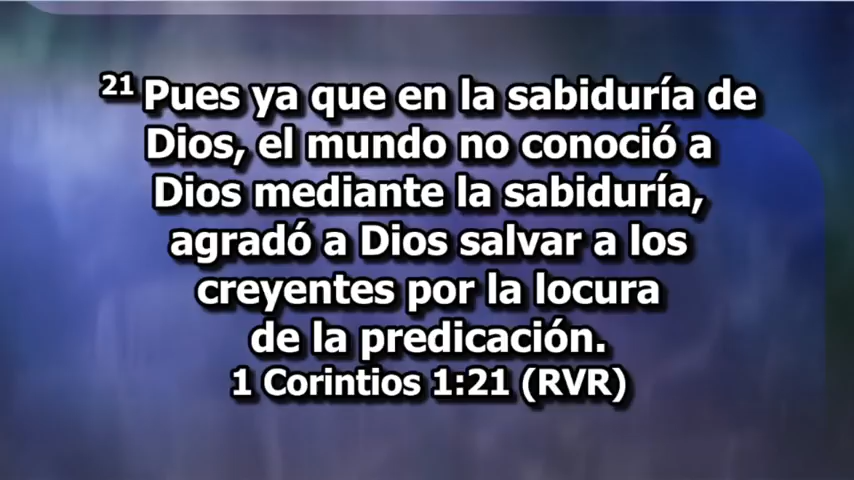 21 Pues ya que en la sabiduría de
Dios, el mundo no conoció a
Dios mediante la sabiduría,
agradó a Dios salvar a los
creyentes por la locura
de la predicación.
1 Corintios 1:21 (RVR)